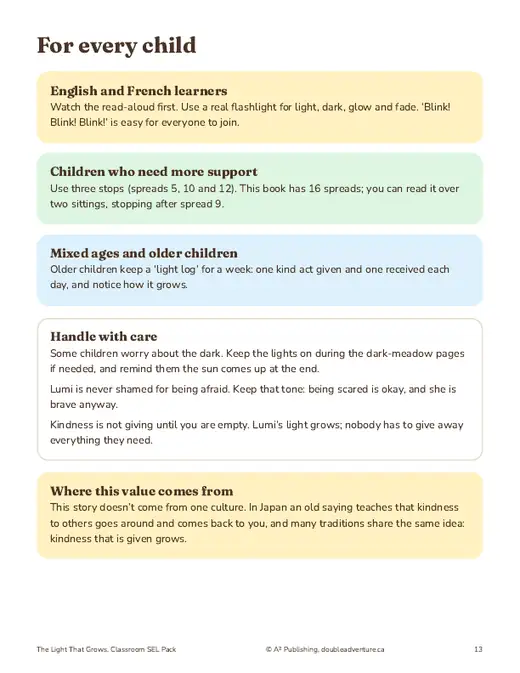 For every child
English and French learners
Watch the read-aloud first. Use a real flashlight for light, dark, glow and fade. 'Blink!
Blink! Blink!' is easy for everyone to join.
Children who need more support
Use three stops (spreads 5, 10 and 12). This book has 16 spreads; you can read it over
two sittings, stopping after spread 9.
Mixed ages and older children
Older children keep a 'light log' for a week: one kind act given and one received each
day, and notice how it grows.
Handle with care
Some children worry about the dark. Keep the lights on during the dark-meadow pages
if needed, and remind them the sun comes up at the end.
Lumi is never shamed for being afraid. Keep that tone: being scared is okay, and she is
brave anyway.
Kindness is not giving until you are empty. Lumi's light grows; nobody has to give away
everything they need.
Where this value comes from
This story doesn't come from one culture. In Japan an old saying teaches that kindness
to others goes around and comes back to you, and many traditions share the same idea:
kindness that is given grows.
The Light That Grows. Classroom SEL Pack
© A² Publishing. doubleadventure.ca
13